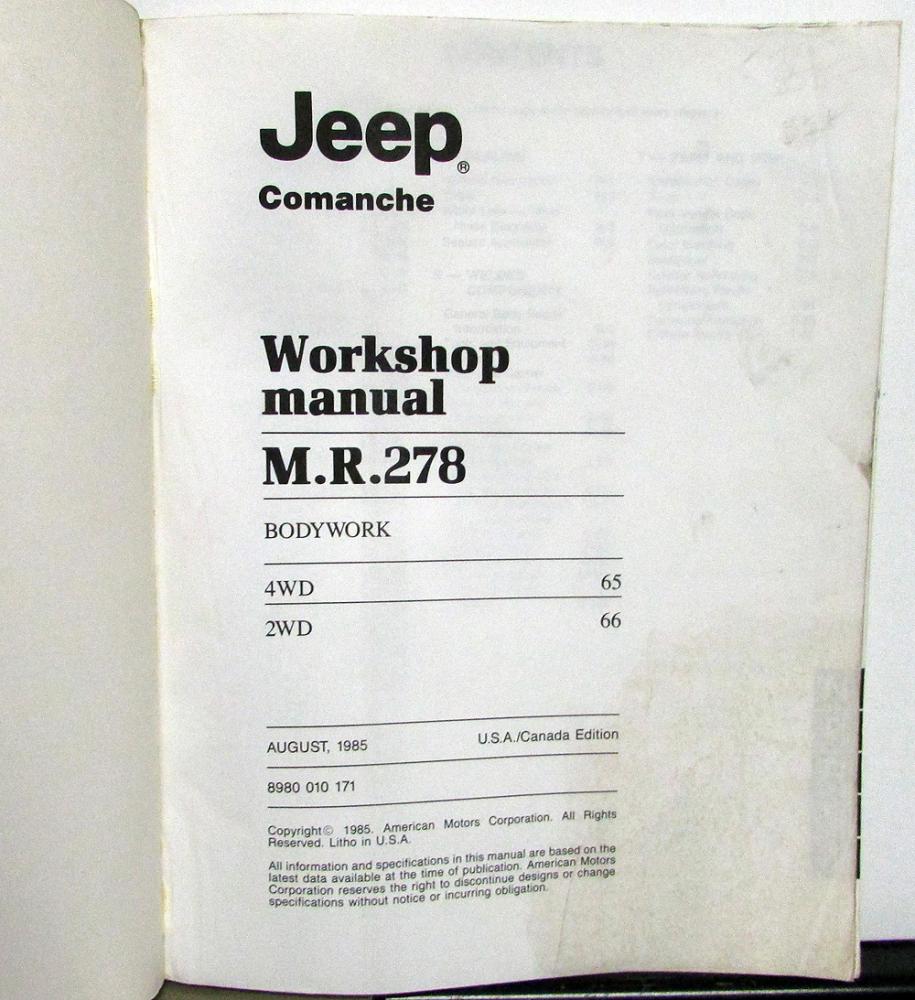 Jeep®
Comanche
Workshop
manual
M.R.278
BODYWORK
4WD 65
2WD 66
AUGUST, 1985 U.S.A./Canada Edition
8980 010 171
Copyright© 1985. American Motors Corporation. All Rights
Reserved. Litho in U.S.A.
All information and specifications in this manual are based on the
latest data available at the time of publication. American Motors
Corporation reserves the right to discontinue designs or change
specifications without notice or incurring obligation.